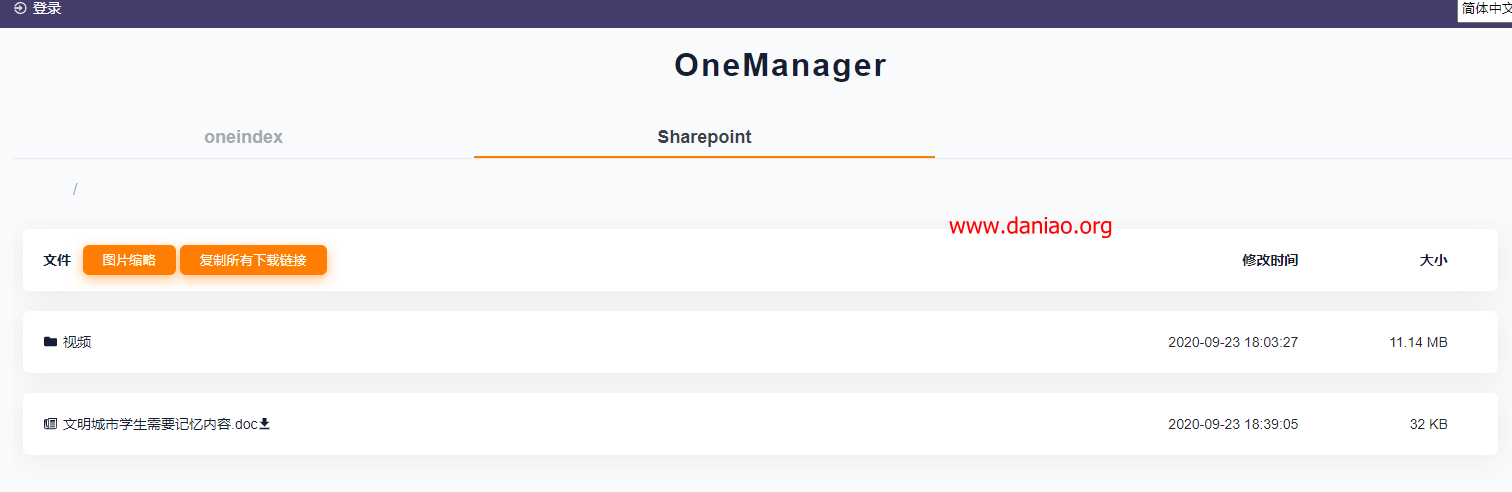 登录 简体中文
OneManager
oneindex Sharepoint
/
www.daniao.org
文件 图片缩略 复制所有下载链接 修改时间 大小
视频 2020-09-23 18:03:27 11.14 MB
文明城市学生需要记忆内容.doc 2020-09-23 18:39:05 32 KB